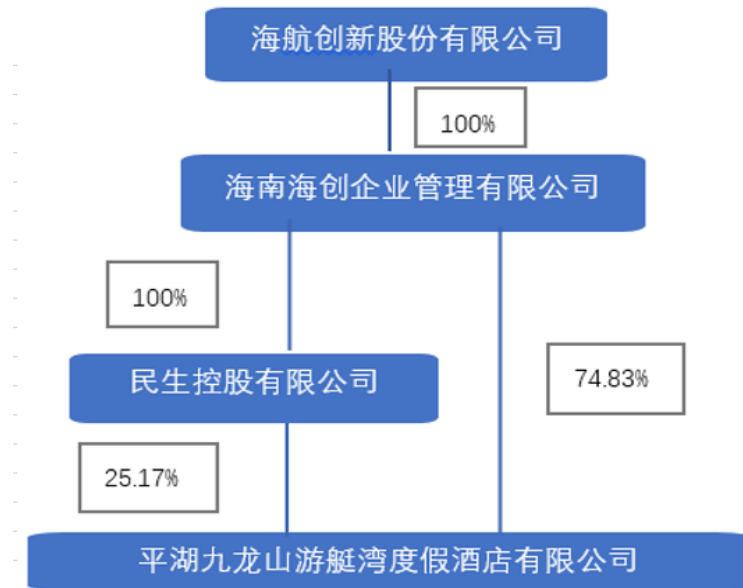 海航创新股份有限公司
100%
海南海创企业管理有限公司
100%
74.83%
民生控股有限公司
25.17%
平湖九龙山游艇湾度假酒店有限公司